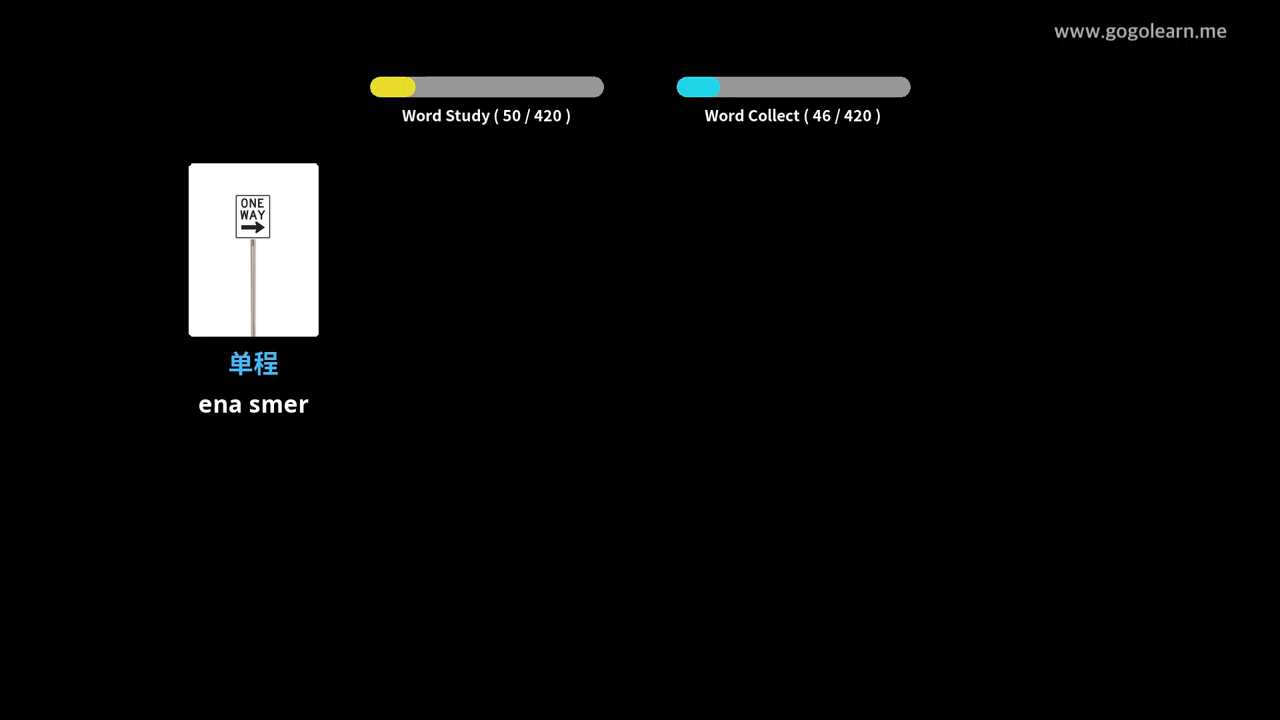 www.gogolearn.me
Word Study ( 50 / 420 )
Word Collect ( 46 / 420 )
ONE
WAY
单程
ena smer